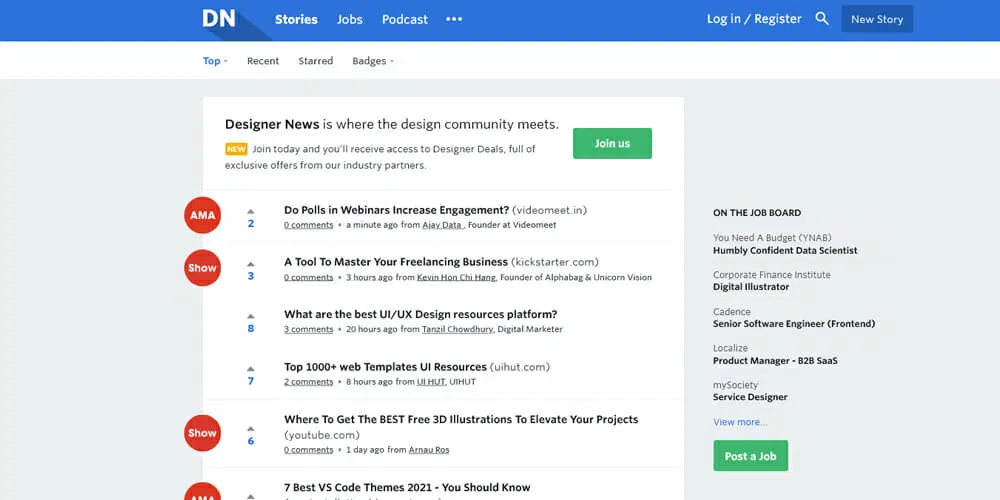 DN Stories Jobs Podcast ••• Log in / Register New Story
Top Recent Starred Badges
Designer News is where the design community meets.
NEW Join today and you'll receive access to Designer Deals, full of
exclusive offers from our industry partners.
Join us
AMA
2
Do Polls in Webinars Increase Engagement? (videomeet.in)
0 comments • a minute ago from Ajay Data , Founder at Videomeet
Show
3
A Tool To Master Your Freelancing Business (kickstarter.com)
0 comments • 3 hours ago from Kevin Hon Chi Hang, Founder of Alphabag & Unicorn Vision
8
What are the best UI/UX Design resources platform?
3 comments • 20 hours ago from Tanzil Chowdhury, Digital Marketer
7
Top 1000+ web Templates UI Resources (uihut.com)
2 comments • 8 hours ago from UI HUT, UIHUT
Show
6
Where To Get The BEST Free 3D Illustrations To Elevate Your Projects
(youtube.com)
0 comments • 1 day ago from Arnau Ros
AMA
7 Best VS Code Themes 2021 - You Should Know
ON THE JOB BOARD
You Need A Budget (YNAB)
Humbly Confident Data Scientist
Corporate Finance Institute
Digital Illustrator
Cadence
Senior Software Engineer (Frontend)
Localize
Product Manager - B2B SaaS
mySociety
Service Designer
View more...
Post a Job